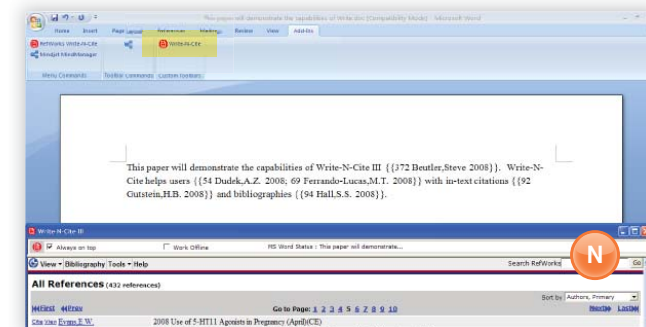 This paper will demonstrate the capabilities of Write.doc [Compatibility Mode] - Microsoft Word
Home Insert Page Layout References Mailings Review View Add-Ins
RefWorks Write-N-Cite Write-N-Cite
Mindjet MindManager
Menu Commands Toolbar Commands Custom Toolbars
This paper will demonstrate the capabilities of Write-N-Cite III {{372 Beutler,Steve 2008}}. Write-N-
Cite helps users {{54 Dudek,A.Z. 2008; 69 Ferrando-Lucas,M.T. 2008}} with in-text citations {{92
Gutstein,H.B. 2008}} and bibliographies {{94 Hall,S.S. 2008}}.
Write-N-Cite III
Always on top Work Offline MS Word Status : This paper will demonstrate...
N
View Bibliography Tools Help Search RefWorks Go
All References (432 references)
Sort by Authors, Primary
First Prev Go to Page: 1 2 3 4 5 6 7 8 9 10 Next Last
Cite View Evans,E.W. 2008 Use of 5-HT11 Agonists in Pregnancy (April)(CE)